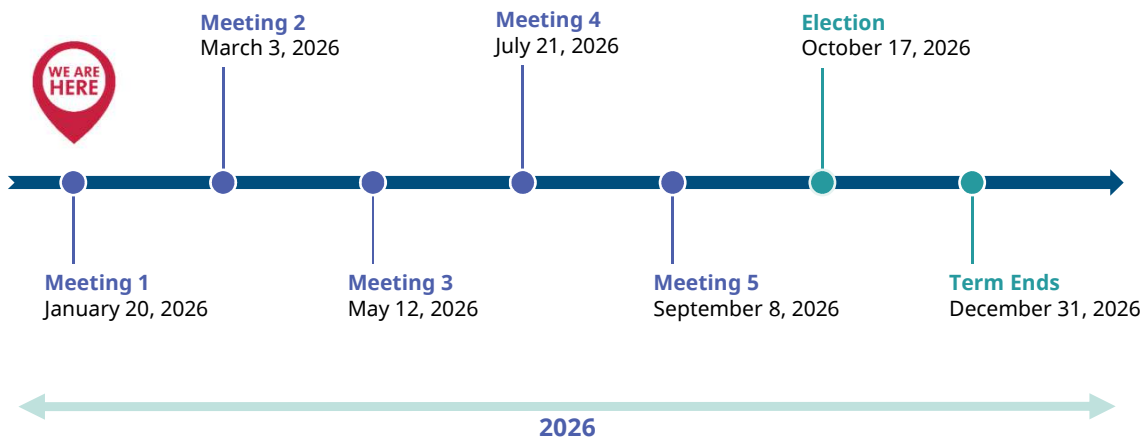 WE ARE
HERE
Meeting 2
March 3, 2026
Meeting 4
July 21, 2026
Election
October 17, 2026
Meeting 1
January 20, 2026
Meeting 3
May 12, 2026
Meeting 5
September 8, 2026
Term Ends
December 31, 2026
2026